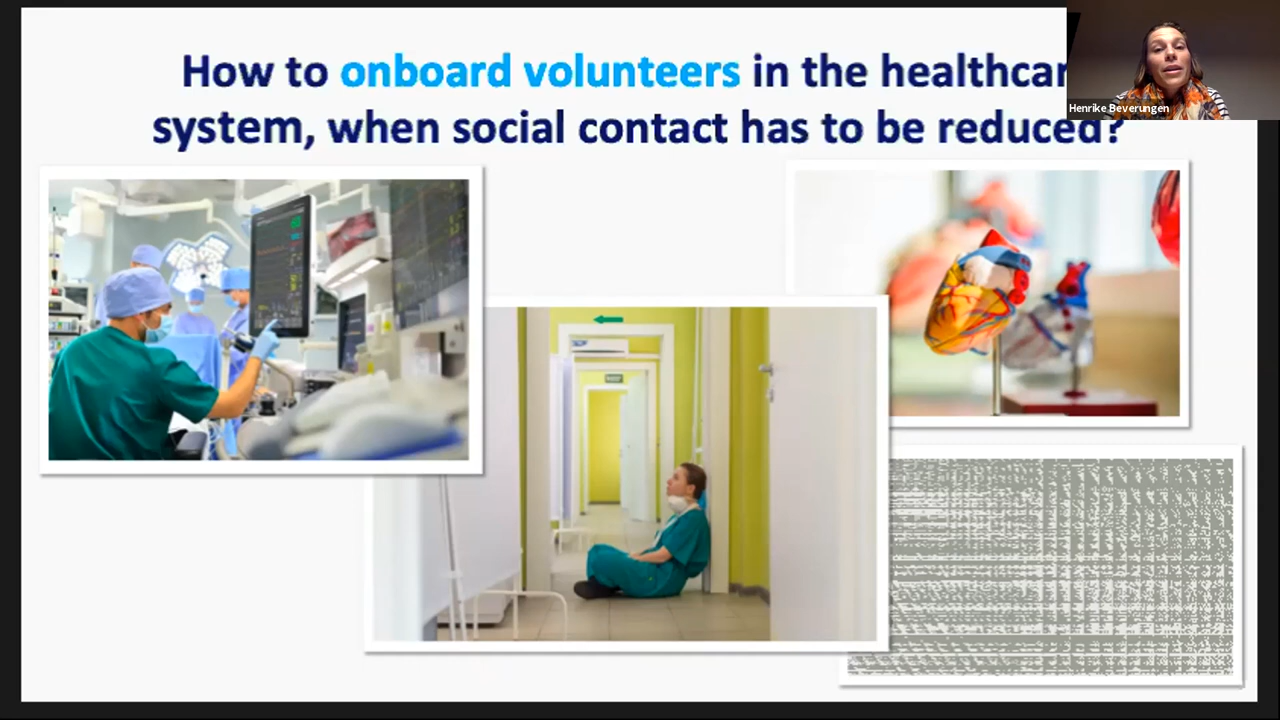 How to onboard volunteers in the healthcar
system, when social contact has to be reduced?
Henrike Beverungen